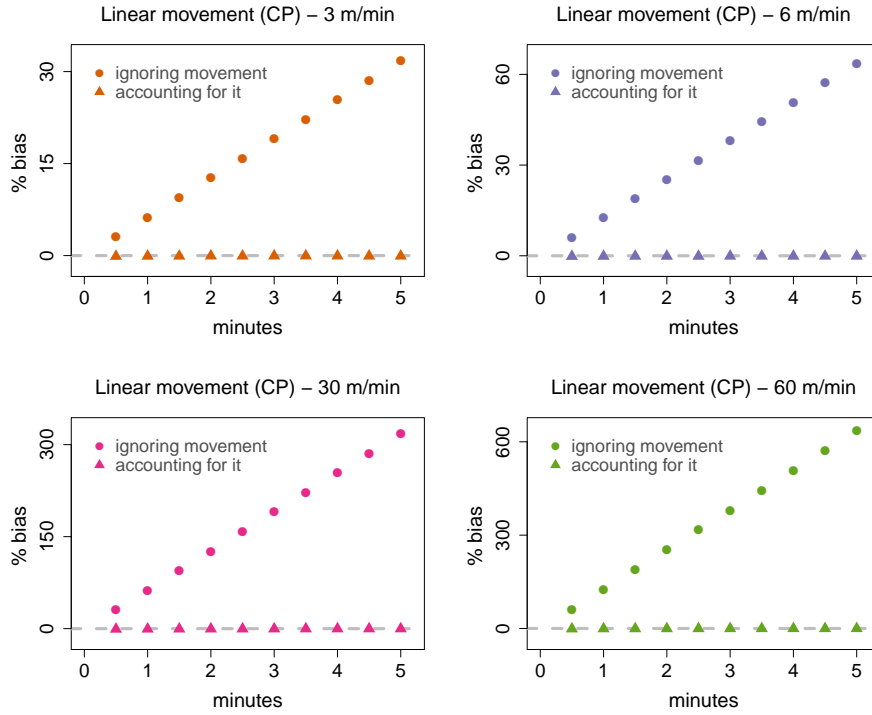 Linear movement (CP) – 3 m/min
ignoring movement
accounting for it
% bias
30
15
0
0 1 2 3 4 5
minutes
Linear movement (CP) – 6 m/min
ignoring movement
accounting for it
% bias
60
30
0
0 1 2 3 4 5
minutes
Linear movement (CP) – 30 m/min
ignoring movement
accounting for it
% bias
300
150
0
0 1 2 3 4 5
minutes
Linear movement (CP) – 60 m/min
ignoring movement
accounting for it
% bias
600
300
0
0 1 2 3 4 5
minutes